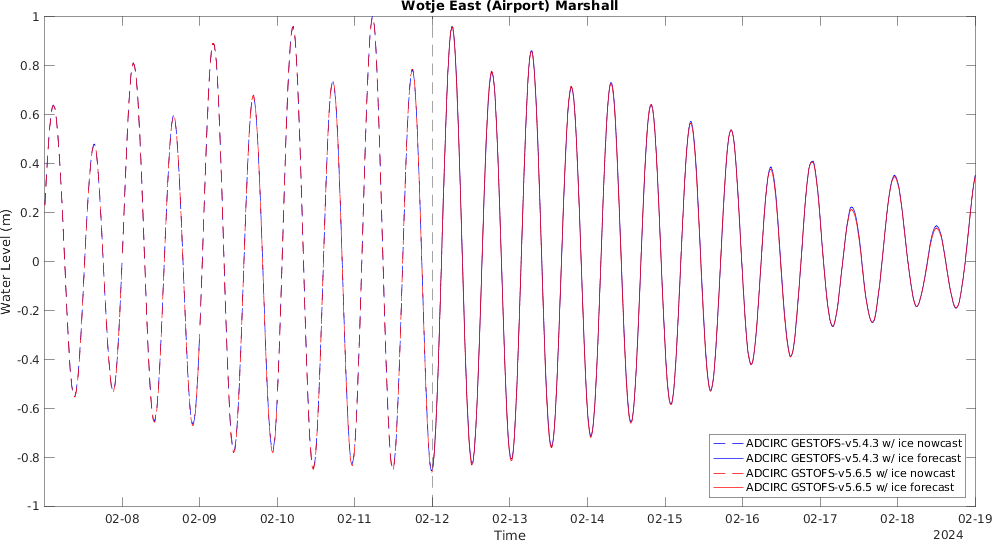 Wotje East (Airport) Marshall
1
0.8
0.6
0.4
0.2
0
-0.2
-0.4
-0.6
-0.8
-1
Water Level (m)
ADCIRC GESTOFS-v5.4.3 w/ ice nowcast
ADCIRC GESTOFS-v5.4.3 w/ ice forecast
ADCIRC GSTOFS-v5.6.5 w/ ice nowcast
ADCIRC GSTOFS-v5.6.5 w/ ice forecast
02-08 02-09 02-10 02-11 02-12 02-13 02-14 02-15 02-16 02-17 02-18 02-19
Time
2024